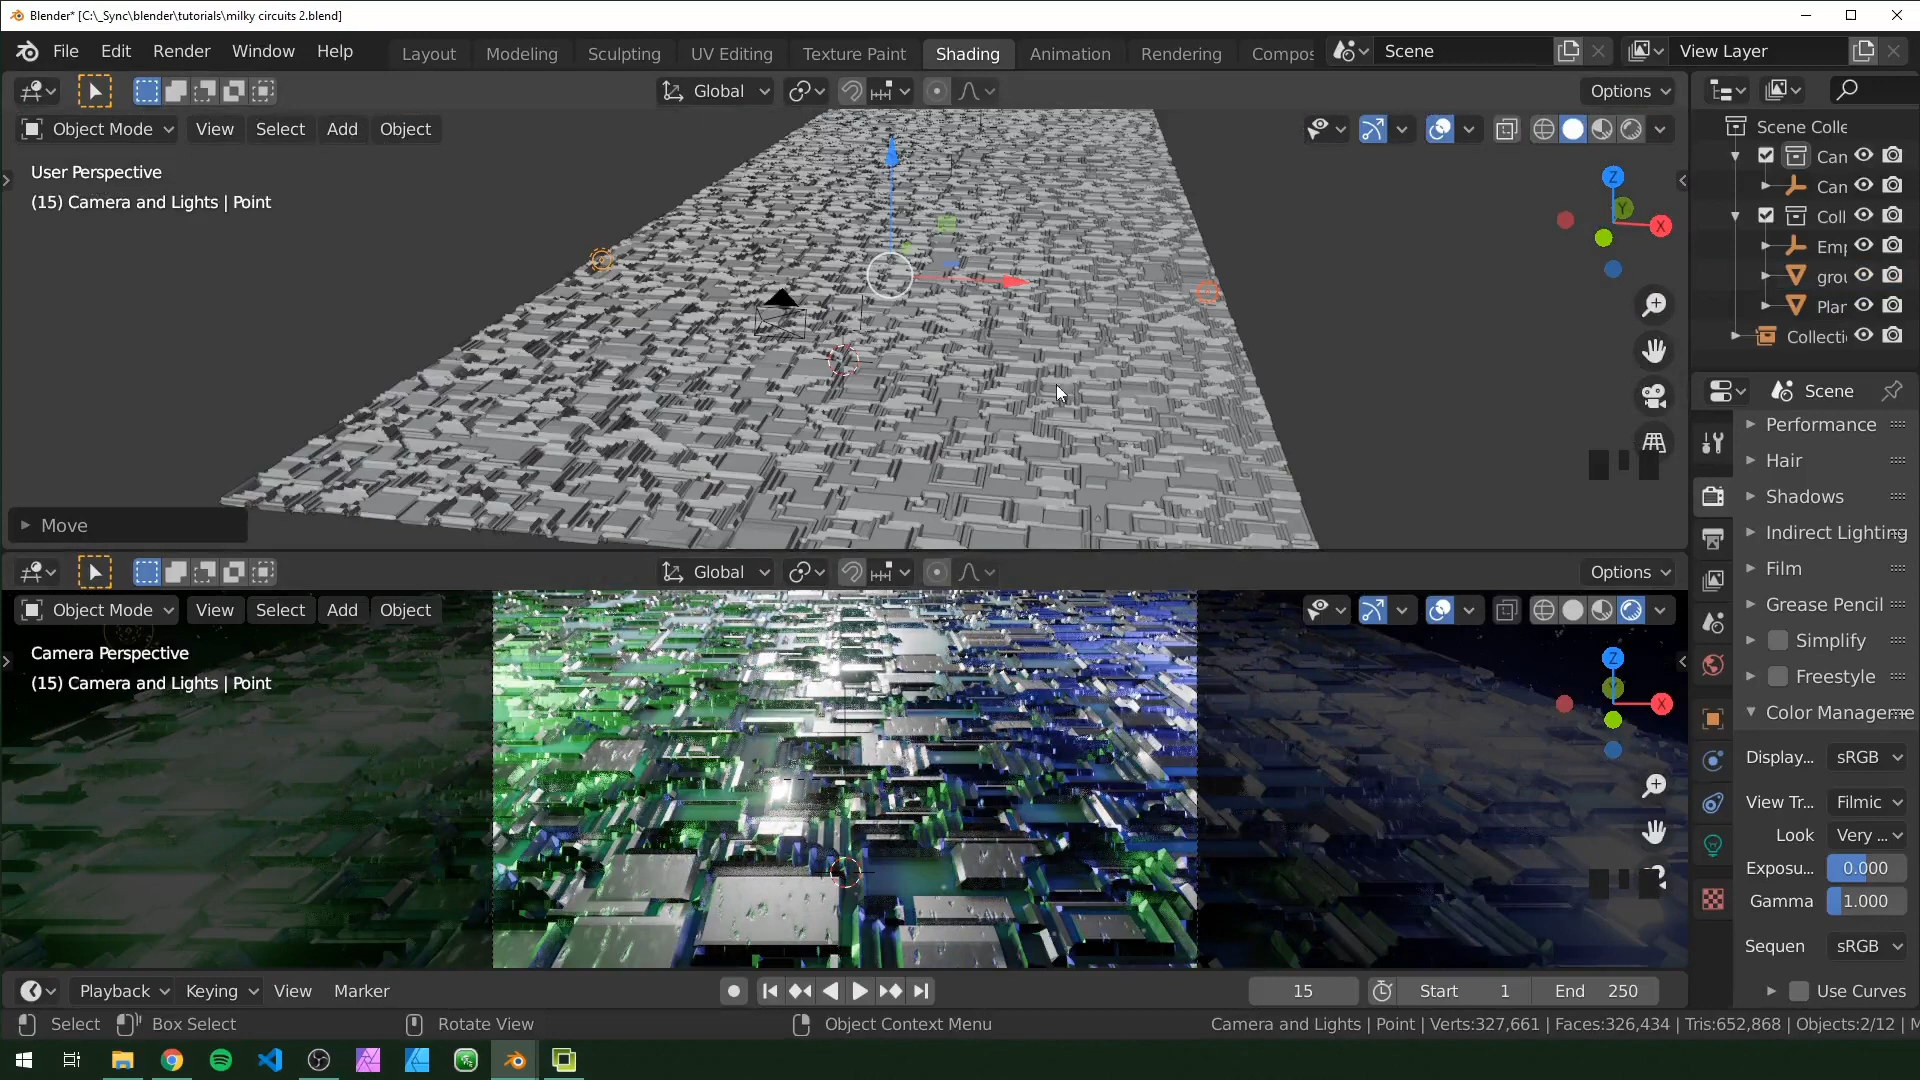 Blender* [C:\_Sync\blender\tutorials\milky circuits 2.blend]
File Edit Render Window Help Layout Modeling Sculpting UV Editing Texture Paint Shading Animation Rendering Compos Scene View Layer
Global Options
Object Mode View Select Add Object
User Perspective
(15) Camera and Lights | Point
Z
Y
X
Move
Scene Colle
Can
Can
Coll
Emp
grou
Plan
Collecti
Scene
Performance
Hair
Shadows
Indirect Lighting
Film
Grease Pencil
Simplify
Freestyle
Color Manageme
Display... sRGB
View Tr... Filmic
Look Very ...
Exposu... 0.000
Gamma 1.000
Sequen sRGB
Use Curves
Global Options
Object Mode View Select Add Object
Camera Perspective
(15) Camera and Lights | Point
Z
Y
X
Playback Keying View Marker 15 Start 1 End 250
Select Box Select Rotate View Object Context Menu Camera and Lights | Point | Verts:327,661 | Faces:326,434 | Tris:652,868 | Objects:2/12 | M